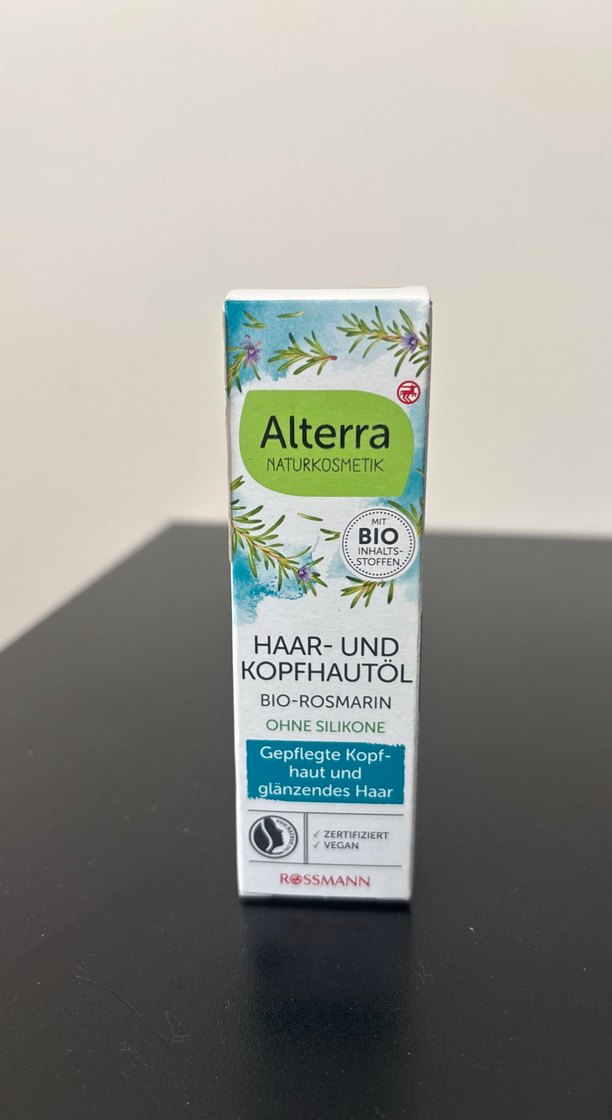 Alterra
NATURKOSMETIK
MIT
BIO
INHALTS-
STOFFEN
HAAR- UND
KOPFHAUTÖL
BIO-ROSMARIN
OHNE SILIKONE
Gepflegte Kopf-
haut und
glänzendes Haar
✓ ZERTIFIZIERT
✓ VEGAN
ROSSMANN